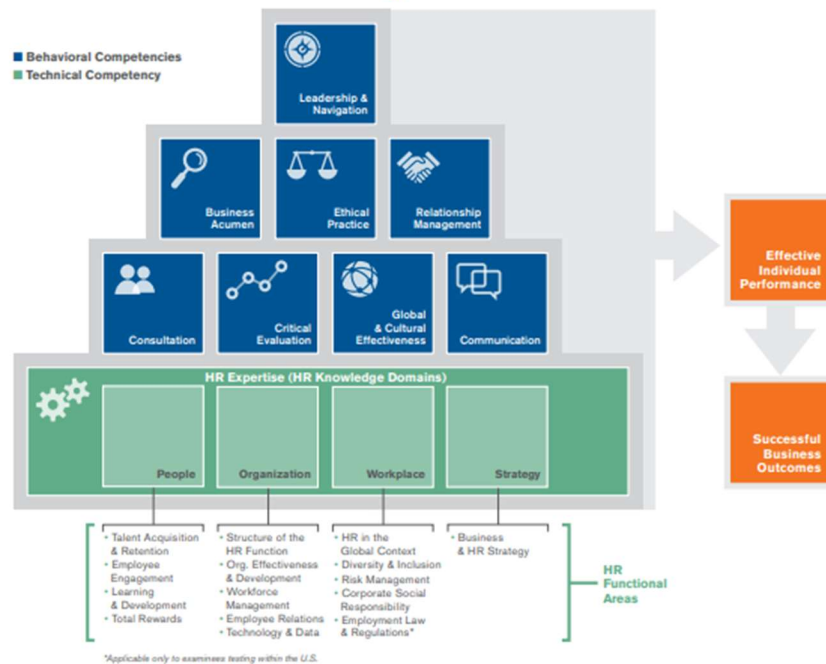 Behavioral Competencies
Technical Competency
Leadership &
Navigation
Business
Acumen
Ethical
Practice
Relationship
Management
Consultation
Critical
Evaluation
Global
& Cultural
Effectiveness
Communication
Effective
Individual
Performance
Successful
Business
Outcomes
HR Expertise (HR Knowledge Domains)
People
Organization
Workplace
Strategy
• Talent Acquisition
& Retention
• Employee
Engagement
• Learning
& Development
• Total Rewards
• Structure of the
HR Function
• Org. Effectiveness
& Development
• Workforce
Management
• Employee Relations
• Technology & Data
• HR in the
Global Context
• Diversity & Inclusion
• Risk Management
• Corporate Social
Responsibility
• Employment Law
& Regulations*
• Business
& HR Strategy
HR
Functional
Areas
*Applicable only to examinees testing within the U.S.